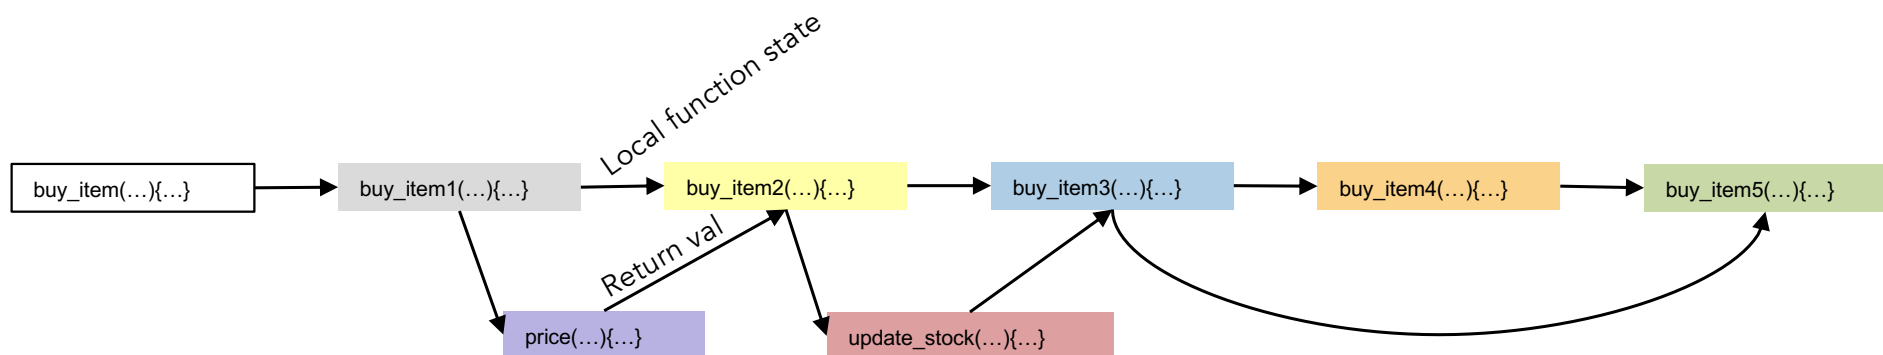 Local function state
buy_item(…){…}
buy_item1(…){…}
buy_item2(…){…}
buy_item3(…){…}
buy_item4(…){…}
buy_item5(…){…}
Return val
price(…){…}
update_stock(…){…}